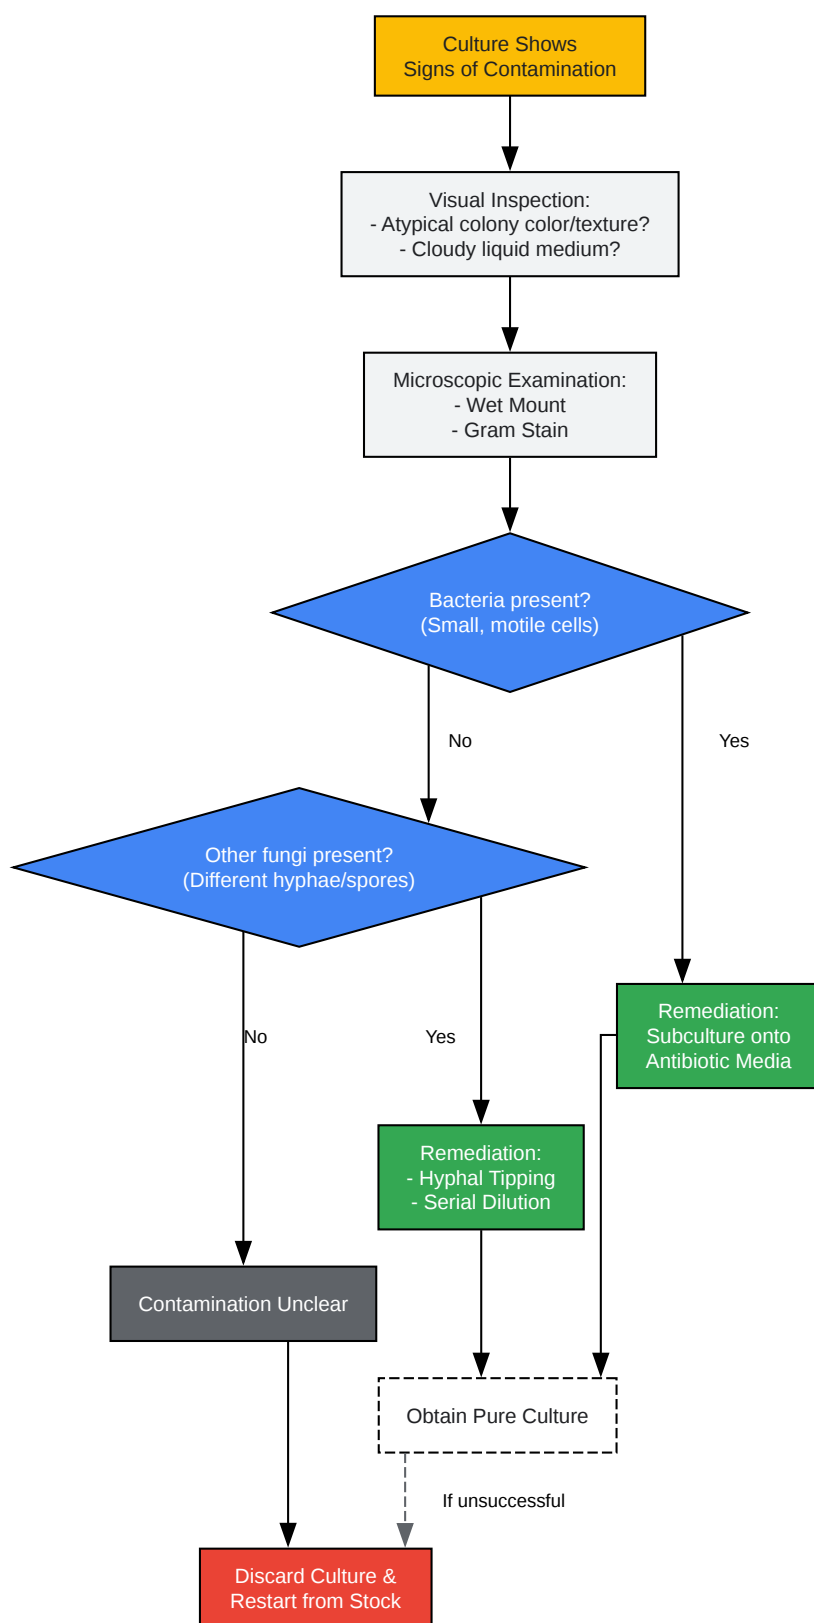 Culture Shows
Signs of Contamination
Visual Inspection:
- Atypical colony color/texture?
- Cloudy liquid medium?
Microscopic Examination:
- Wet Mount
- Gram Stain
Bacteria present?
(Small, motile cells)
No
Yes
Other fungi present?
(Different hyphae/spores)
No
Yes
Remediation:
Subculture onto
Antibiotic Media
Remediation:
- Hyphal Tipping
- Serial Dilution
Contamination Unclear
Obtain Pure Culture
If unsuccessful
Discard Culture &
Restart from Stock